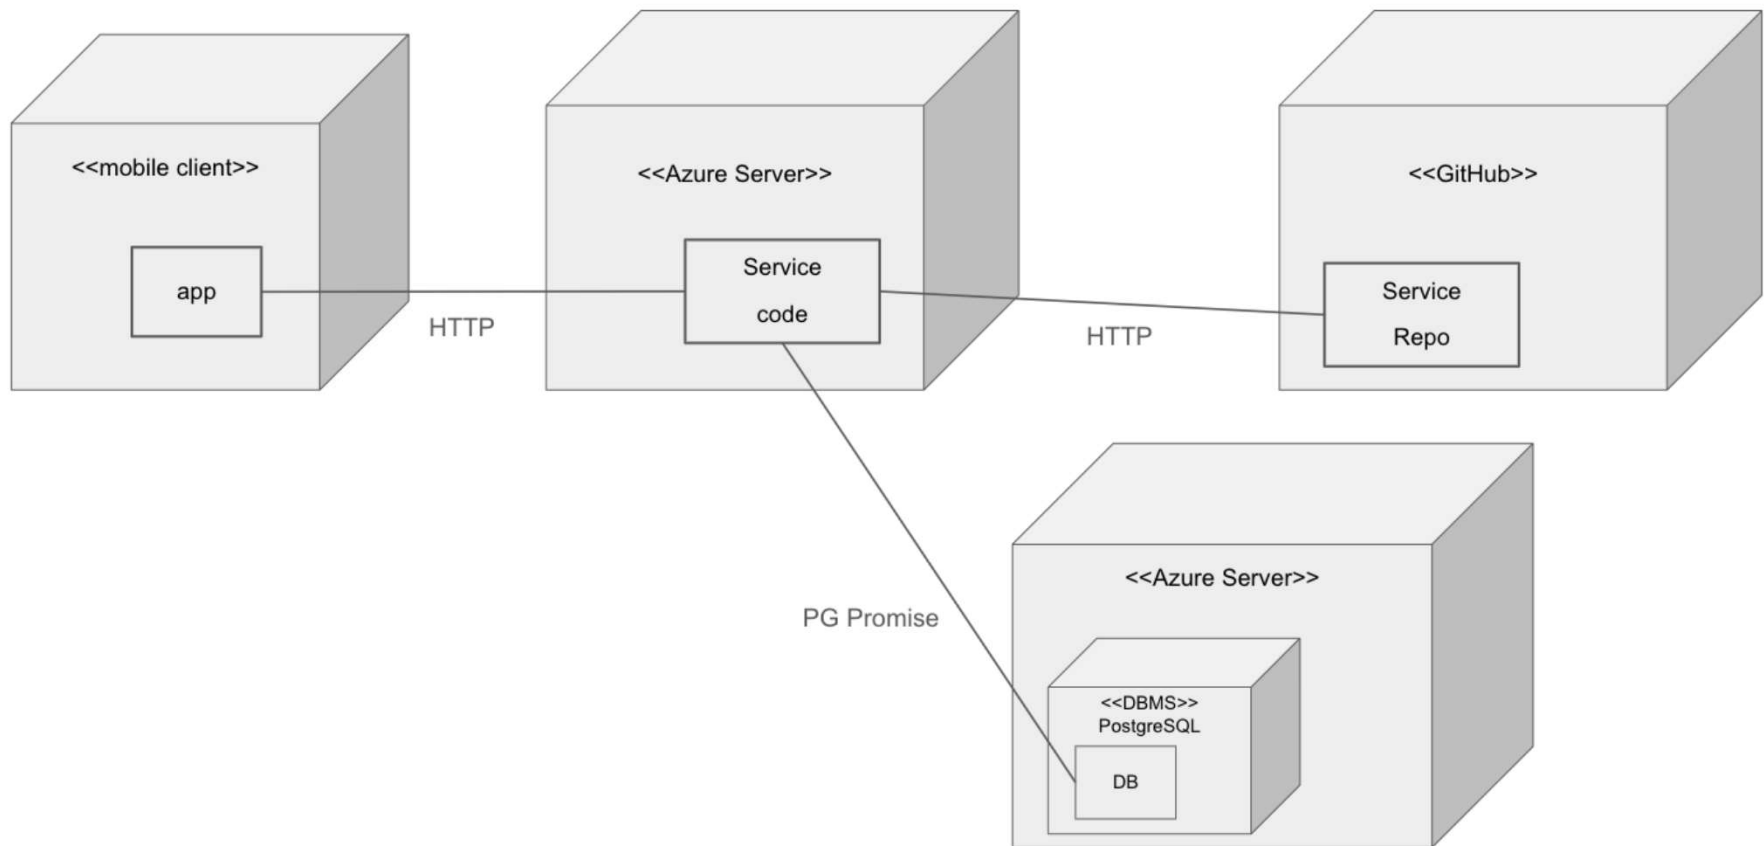 <<mobile client>>
app
HTTP
<<Azure Server>>
Service
code
HTTP
<<GitHub>>
Service
Repo
PG Promise
<<Azure Server>>
<<DBMS>>
PostgreSQL
DB